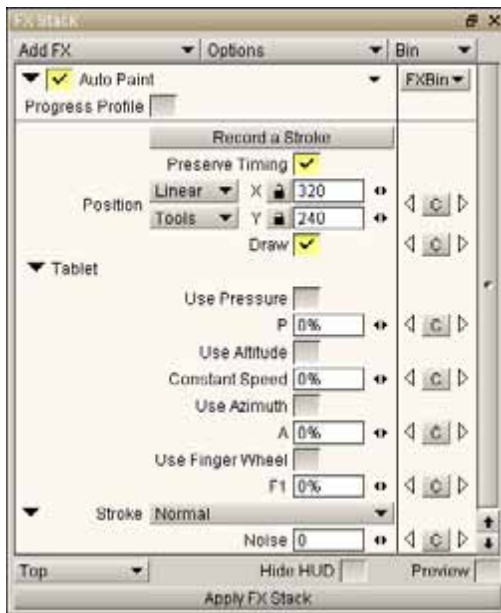 FX Stack
Add FX Options Bin
Auto Paint FXBin
Progress Profile
Record a Stroke
Preserve Timing
Position Linear X 320
Tools Y 240
C
Draw C
Tablet
Use Pressure
P 0% C
Use Altitude
Constant Speed 0% C
Use Azimuth
A 0% C
Use Finger Wheel
F1 0% C
Stroke Normal
Noise 0 C
Top Hide HUD Preview
Apply FX Stack